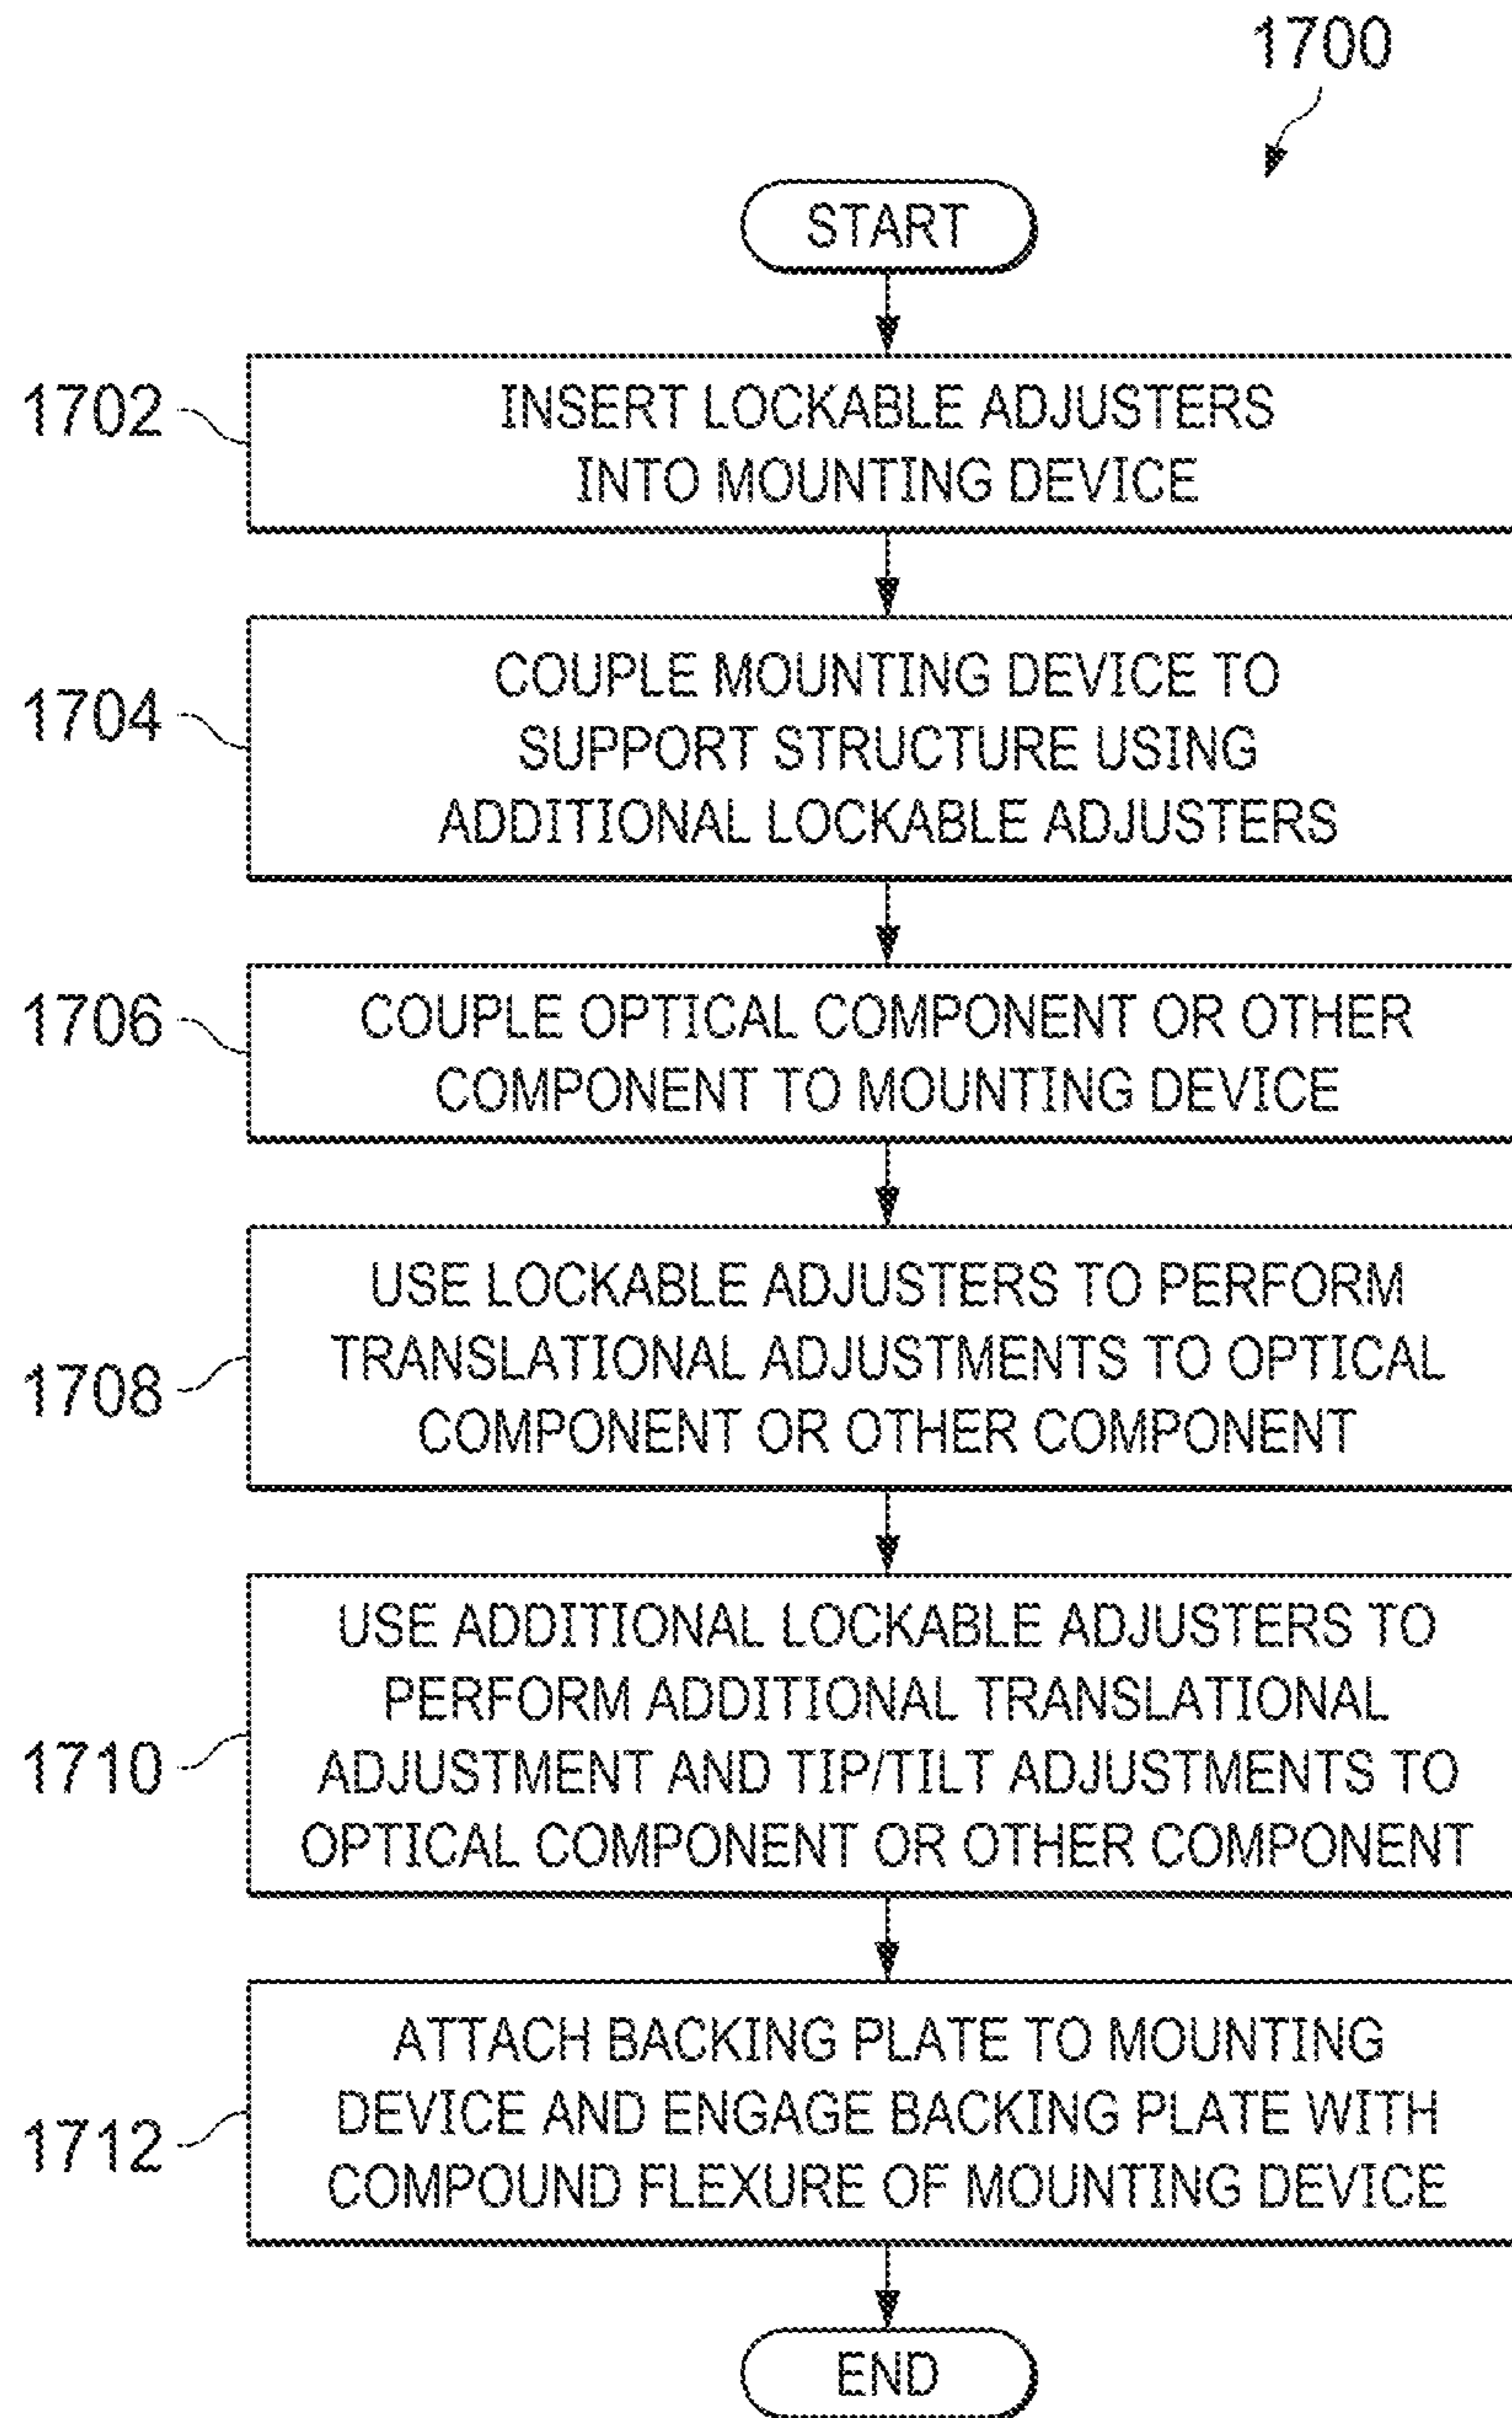 1700
START
1702
INSERT LOCKABLE ADJUSTERS
INTO MOUNTING DEVICE
1704
COUPLE MOUNTING DEVICE TO
SUPPORT STRUCTURE USING
ADDITIONAL LOCKABLE ADJUSTERS
1706
COUPLE OPTICAL COMPONENT OR OTHER
COMPONENT TO MOUNTING DEVICE
1708
USE LOCKABLE ADJUSTERS TO PERFORM
TRANSLATIONAL ADJUSTMENTS TO OPTICAL
COMPONENT OR OTHER COMPONENT
1710
USE ADDITIONAL LOCKABLE ADJUSTERS TO
PERFORM ADDITIONAL TRANSLATIONAL
ADJUSTMENT AND TIP/TILT ADJUSTMENTS TO
OPTICAL COMPONENT OR OTHER COMPONENT
1712
ATTACH BACKING PLATE TO MOUNTING
DEVICE AND ENGAGE BACKING PLATE WITH
COMPOUND FLEXURE OF MOUNTING DEVICE
END